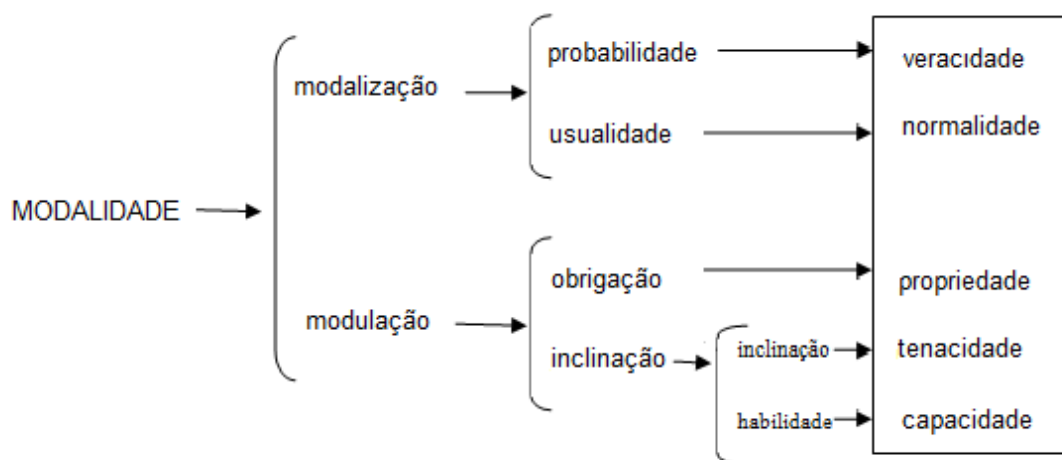 probabilidade
veracidade
modalização
usualidade
normalidade
MODALIDADE
obrigação
propriedade
modulação
inclinação
inclinação
tenacidade
habilidade
capacidade